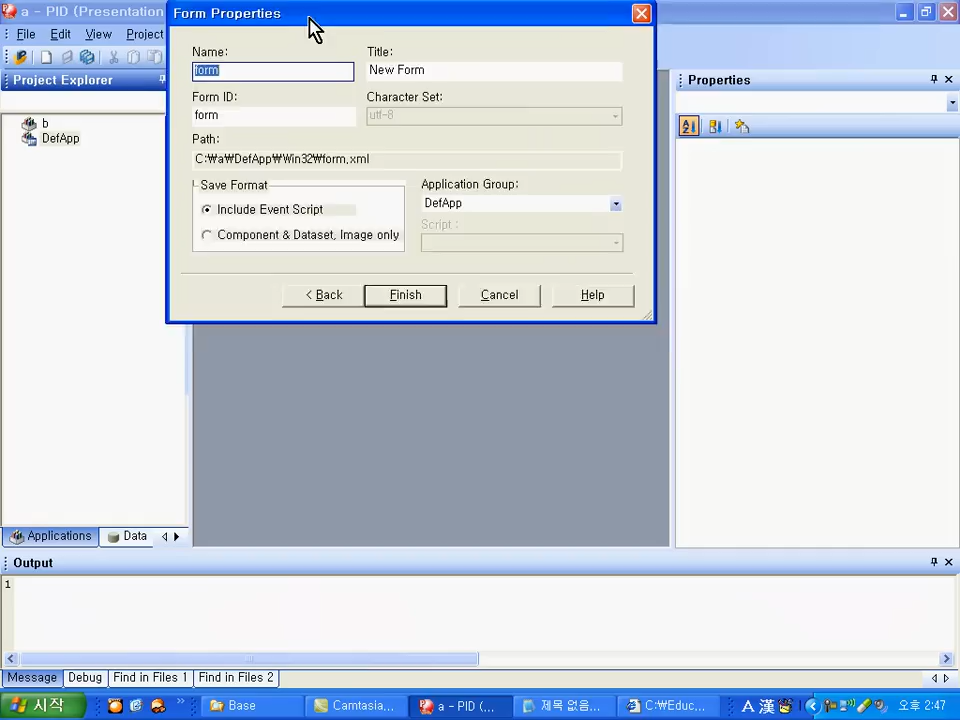 a - PID (Presentation
Form Properties
File Edit View Project
Name:
Title:
form
New Form
Project Explorer
Properties
Form ID:
Character Set:
form
utf-8
b
DefApp
Path:
C:₩a₩DefApp₩Win32₩form.xml
Save Format
Application Group:
Include Event Script
DefApp
Script :
Component & Dataset, Image only
< Back
Finish
Cancel
Help
Applications
Data
Output
1
Message
Debug
Find in Files 1
Find in Files 2
시작
Base
Camtasia...
a - PID (...
제목 없음...
C:₩Educ...
A 漢
오후 2:47